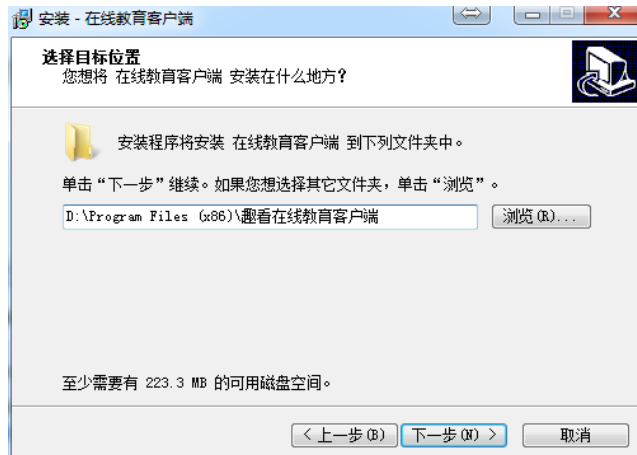 安装 - 在线教育客户端
选择目标位置
您想将 在线教育客户端 安装在什么地方?
安装程序将安装 在线教育客户端 到下列文件夹中。
单击“下一步”继续。如果您想选择其它文件夹,单击“浏览”。
D:\Program Files (x86)\趣看在线教育客户端
浏览(R)...
至少需要有 223.3 MB 的可用磁盘空间。
< 上一步(B) 下一步(N) > 取消